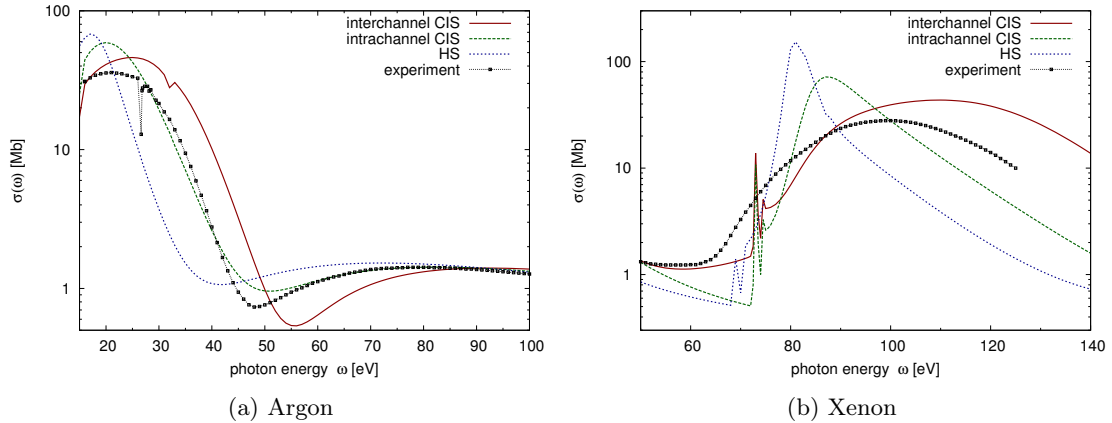 100
10
1
σ(ω) [Mb]
interchannel CIS
intrachannel CIS
HS
experiment
20 30 40 50 60 70 80 90 100
photon energy ω [eV]
(a) Argon
100
10
1
σ(ω) [Mb]
interchannel CIS
intrachannel CIS
HS
experiment
60 80 100 120 140
photon energy ω [eV]
(b) Xenon